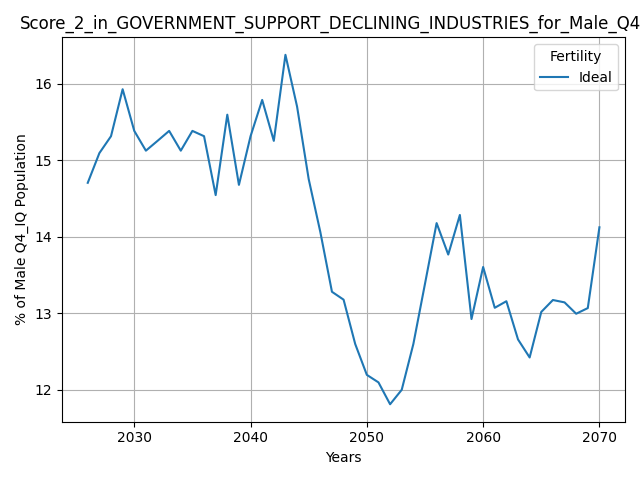 Score_2_in_GOVERNMENT_SUPPORT_DECLINING_INDUSTRIES_for_Male_Q4
Fertility
Ideal
% of Male Q4_IQ Population
16
15
14
13
12
2030 2040 2050 2060 2070
Years